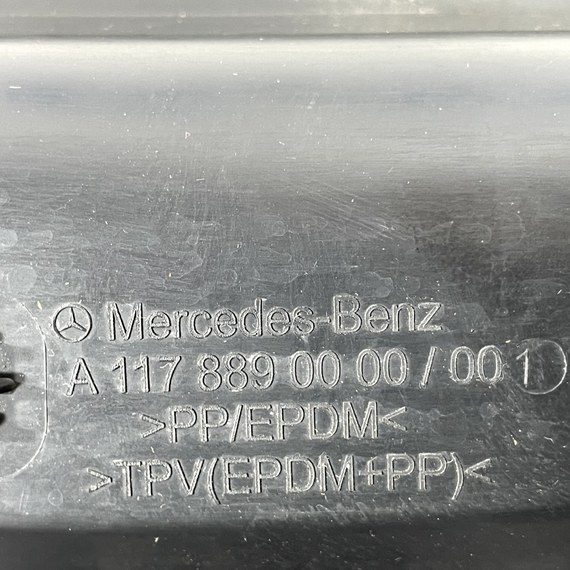 Mercedes-Benz
A 117 889 00 00 / 00 1
>PP/EPDM<
>TPV(EPDM+PP)<